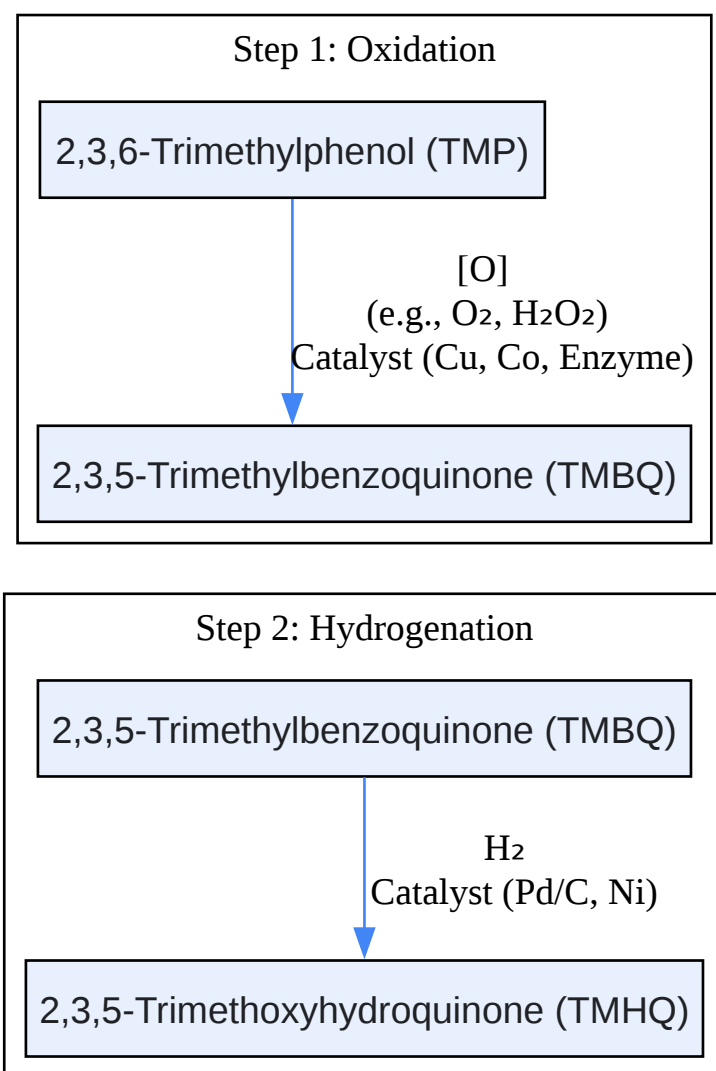 Step 1: Oxidation
2,3,6-Trimethylphenol (TMP)
[O]
(e.g., O₂, H₂O₂)
Catalyst (Cu, Co, Enzyme)
2,3,5-Trimethylbenzoquinone (TMBQ)
Step 2: Hydrogenation
2,3,5-Trimethylbenzoquinone (TMBQ)
H₂
Catalyst (Pd/C, Ni)
2,3,5-Trimethoxyhydroquinone (TMHQ)